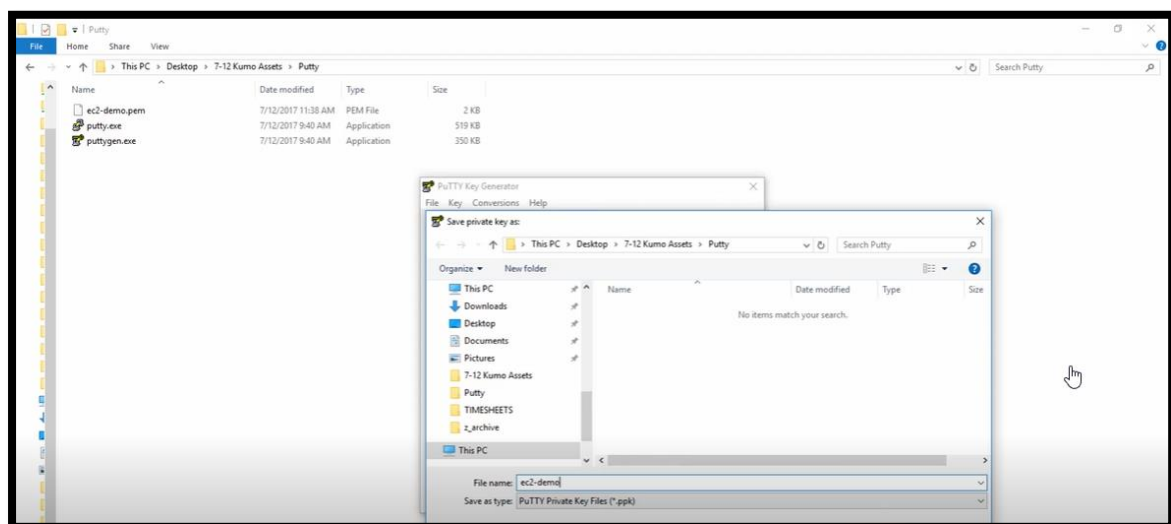 Putty
File Home Share View
This PC > Desktop > 7-12 Kumo Assets > Putty Search Putty
Name Date modified Type Size
ec2-demo.pem 7/12/2017 11:38 AM PEM File 2 KB
putty.exe 7/12/2017 9:40 AM Application 519 KB
puttygen.exe 7/12/2017 9:40 AM Application 350 KB
PuTTY Key Generator
File Key Conversions Help
Save private key as:
This PC > Desktop > 7-12 Kumo Assets > Putty Search Putty
Organize New folder
This PC Name Date modified Type Size
Downloads
No items match your search.
Desktop
Documents
Pictures
7-12 Kumo Assets
Putty
TIMESHEETS
z_archive
This PC
File name: ec2-demo
Save as type: PuTTY Private Key Files (*.ppk)